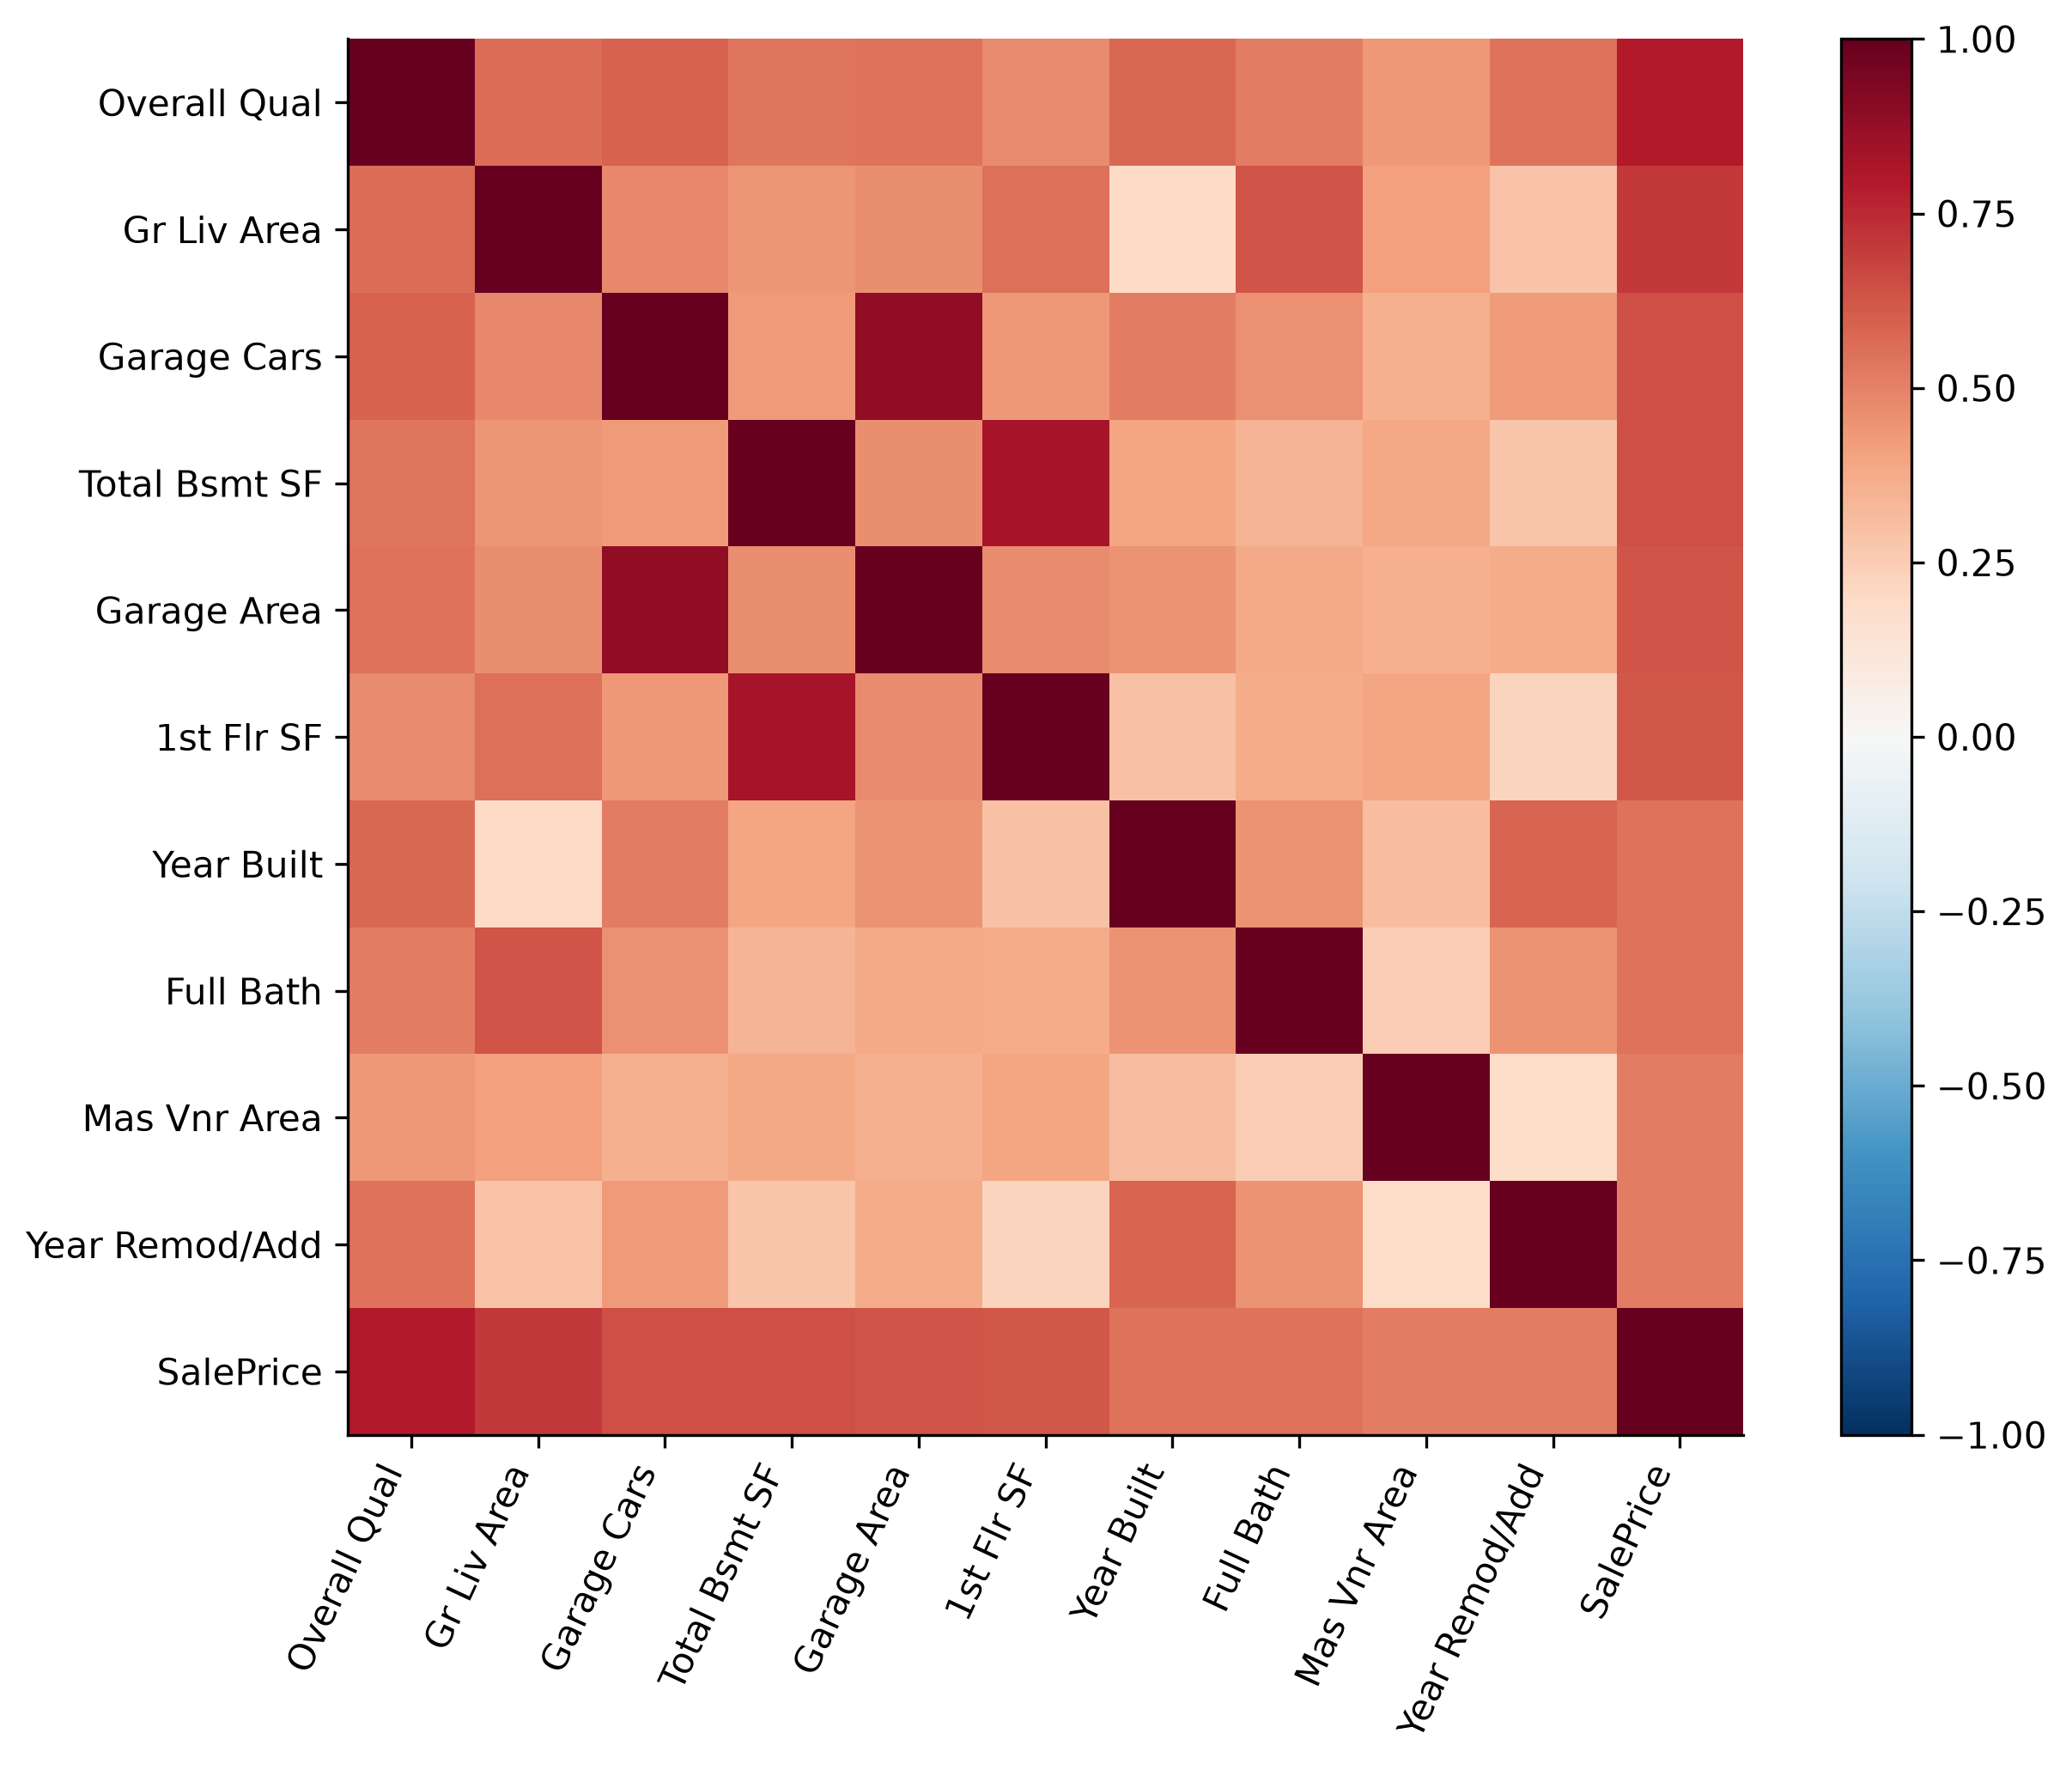 Overall Qual
Gr Liv Area
Garage Cars
Total Bsmt SF
Garage Area
1st Flr SF
Year Built
Full Bath
Mas Vnr Area
Year Remod/Add
SalePrice
Overall Qual
Gr Liv Area
Garage Cars
Total Bsmt SF
Garage Area
1st Flr SF
Year Built
Full Bath
Mas Vnr Area
Year Remod/Add
SalePrice
1.00
0.75
0.50
0.25
0.00
−0.25
−0.50
−0.75
−1.00